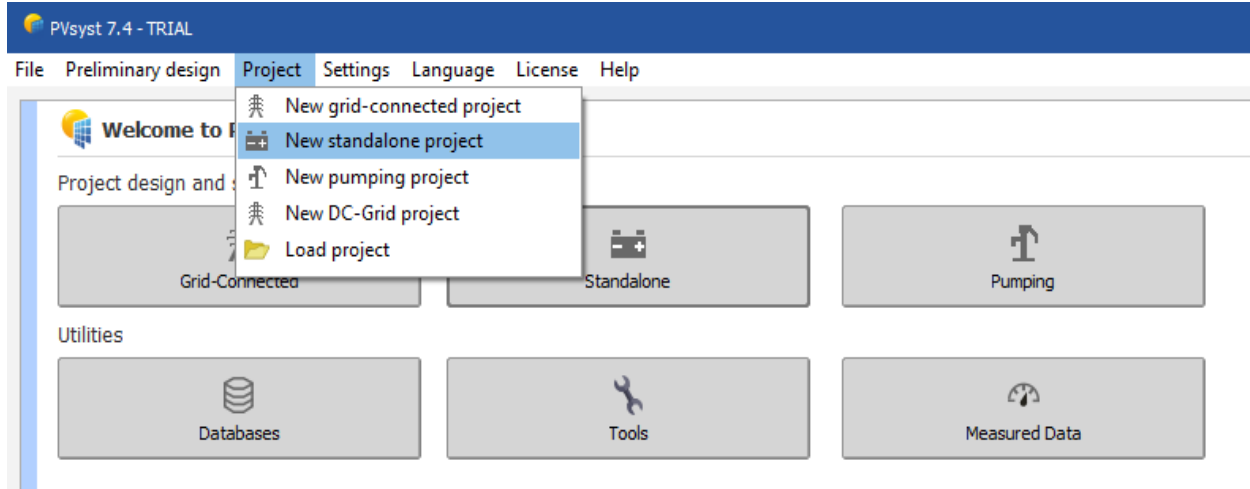 PVsyst 7.4 - TRIAL
File Preliminary design Project Settings Language License Help
New grid-connected project
Welcome to
New standalone project
New pumping project
Project design and
New DC-Grid project
Load project
Grid-Connected Standalone Pumping
Utilities
Databases Tools Measured Data